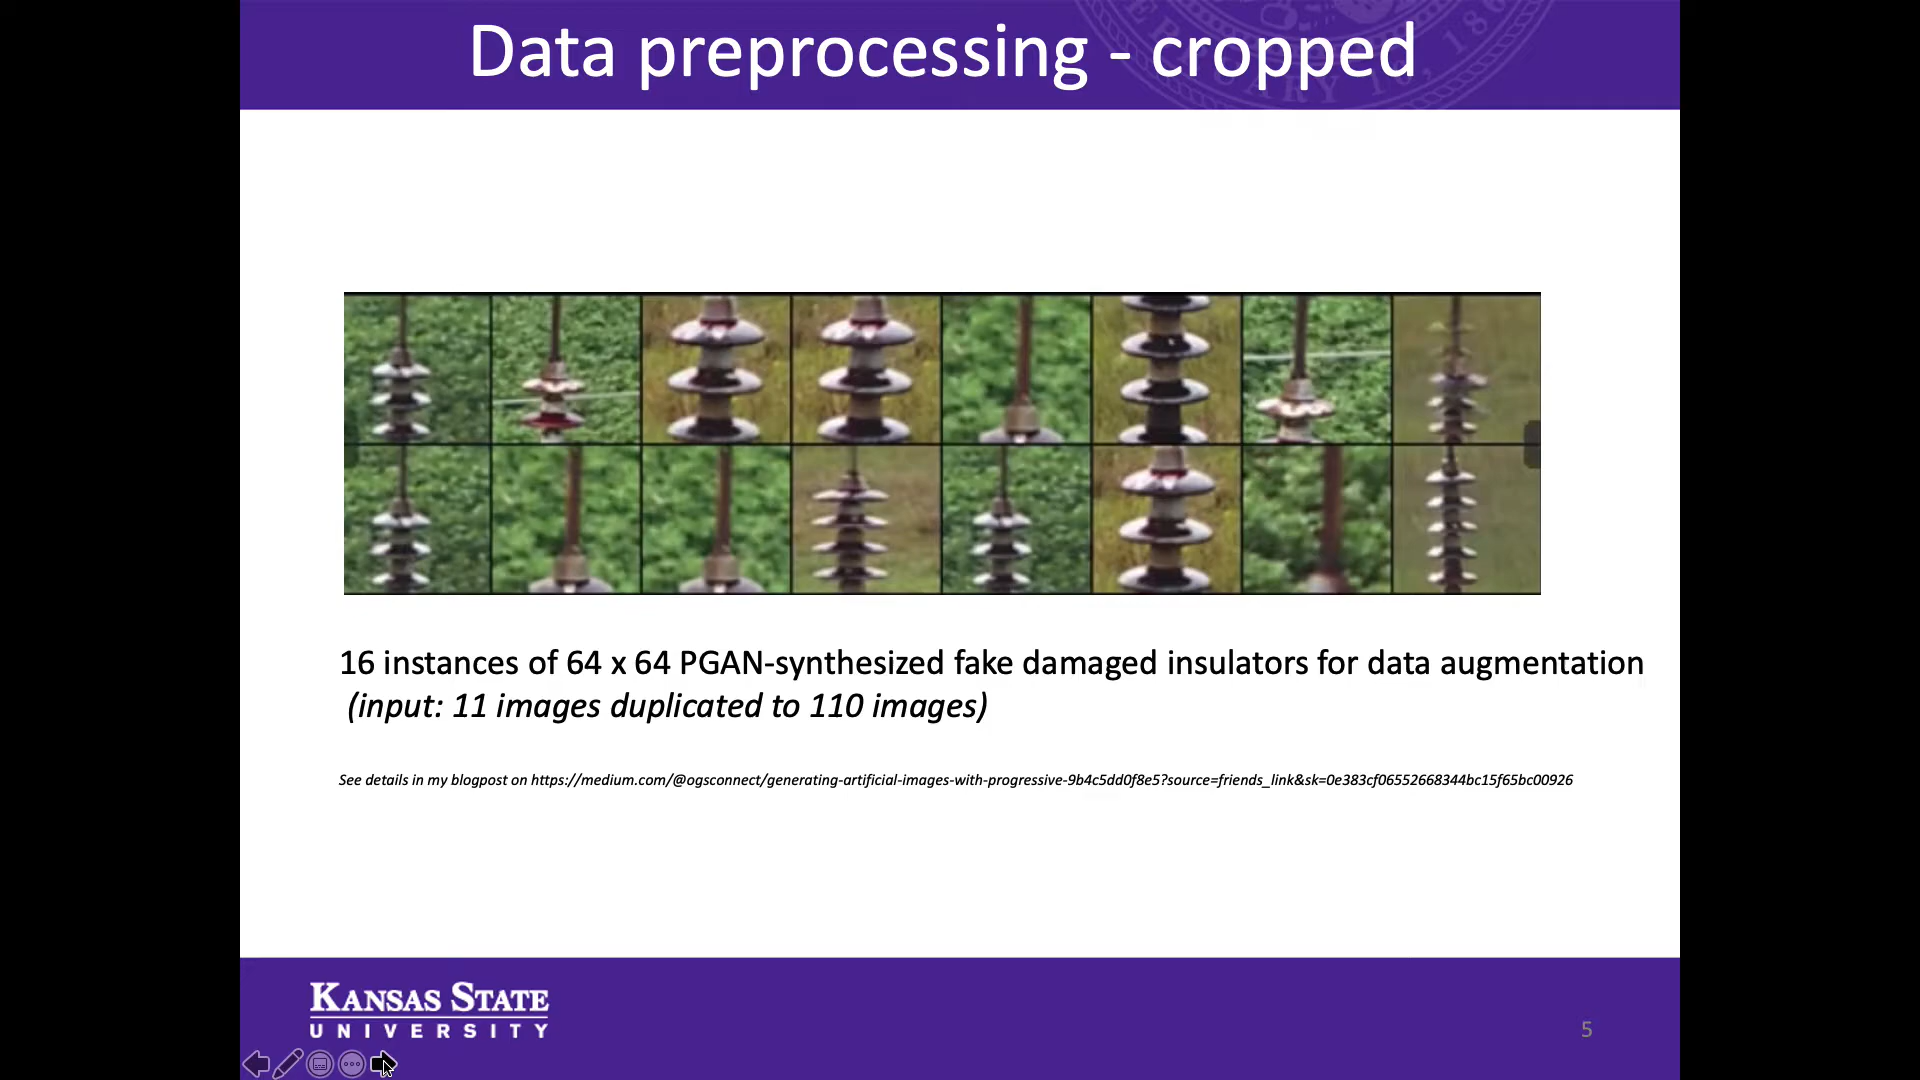 Data preprocessing - cropped
16 instances of 64 x 64 PGAN-synthesized fake damaged insulators for data augmentation
(input: 11 images duplicated to 110 images)
See details in my blogpost on https://medium.com/@ogsconnect/generating-artificial-images-with-progressive-9b4c5dd0f8e5?source=friends_link&sk=0e383cf06552668344bc15f65bc00926
KANSAS STATE
UNIVERSITY
5